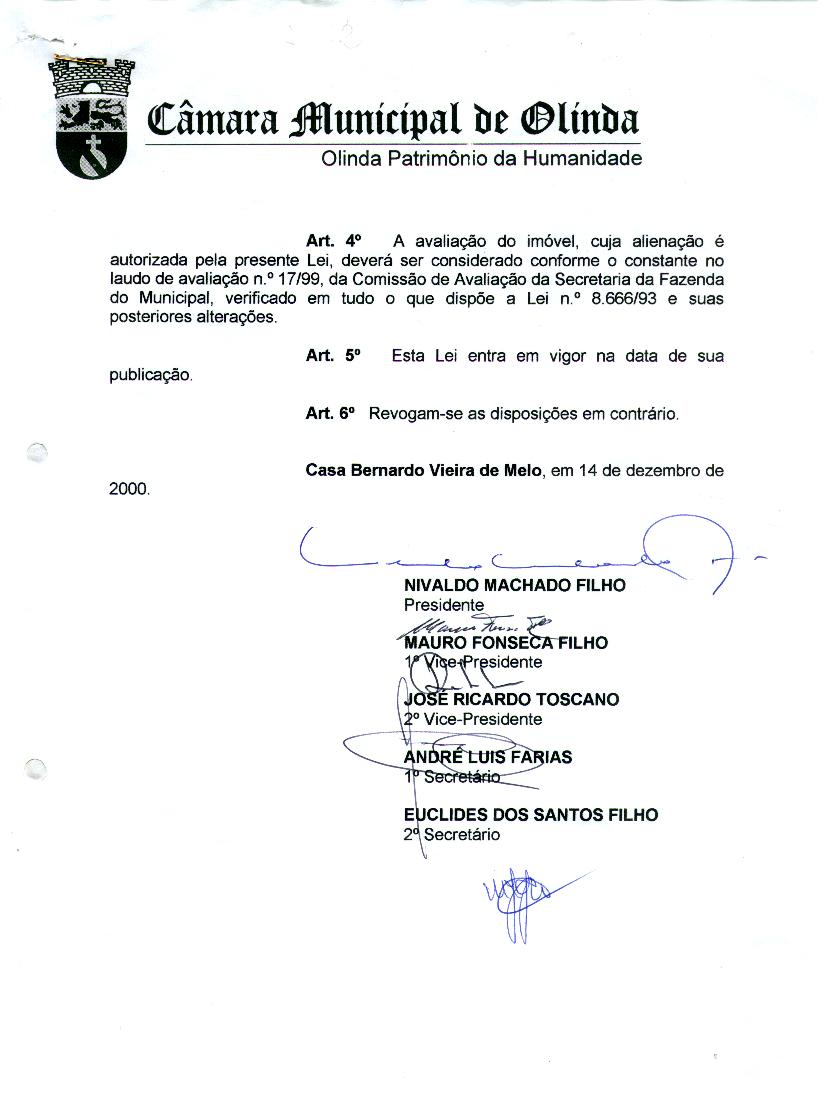 Câmara Municipal de Olinda
Olinda Patrimônio da Humanidade
Art. 4º A avaliação do imóvel, cuja alienação é
autorizada pela presente Lei, deverá ser considerado conforme o constante no
laudo de avaliação n.º 17/99, da Comissão de Avaliação da Secretaria da Fazenda
do Municipal, verificado em tudo o que dispõe a Lei n.º 8.666/93 e suas
posteriores alterações.
Art. 5º Esta Lei entra em vigor na data de sua
publicação.
Art. 6º Revogam-se as disposições em contrário.
Casa Bernardo Vieira de Melo, em 14 de dezembro de
2000.
NIVALDO MACHADO FILHO
Presidente
MAURO FONSECA FILHO
1º Vice-Presidente
JOSÉ RICARDO TOSCANO
2º Vice-Presidente
ANDRÉ LUIS FARIAS
1º Secretário
EUCLIDES DOS SANTOS FILHO
2º Secretário